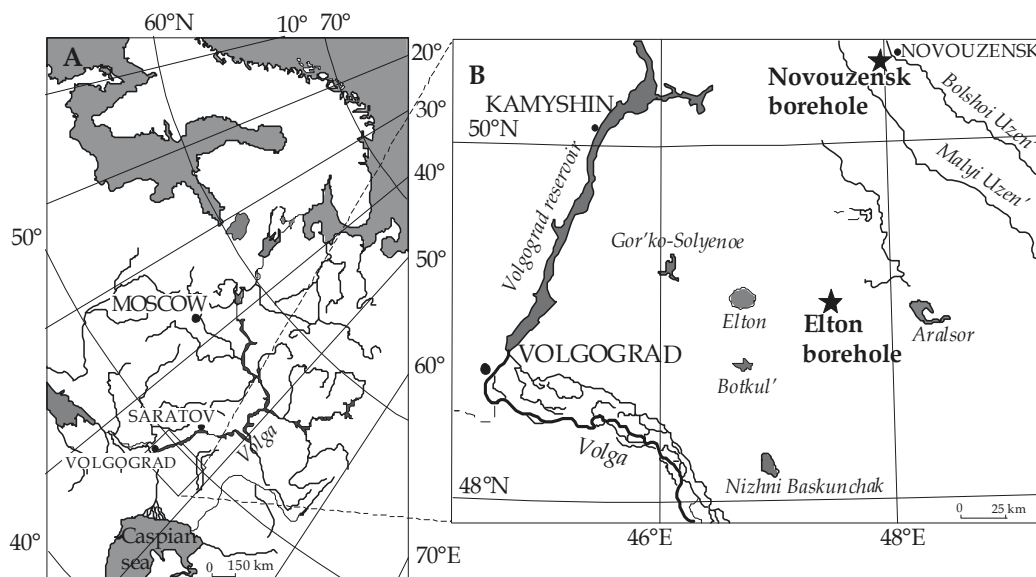 60°N
10°
70°
20°
30°
40°
50°
60°
70°E
50°
40°
A
MOSCOW
SARATOV
VOLGOGRAD
Volga
Caspian
sea
0 150 km
B
NOVOUZENSK
Novouzensk
borehole
Bolshoi Uzen'
Malyi Uzen'
KAMYSHIN
50°N
Volgograd reservoir
Gor'ko-Solyenoe
Elton
Elton
borehole
Aralsor
Botkul'
VOLGOGRAD
Volga
Nizhni Baskunchak
48°N
0 25 km
46°E
48°E